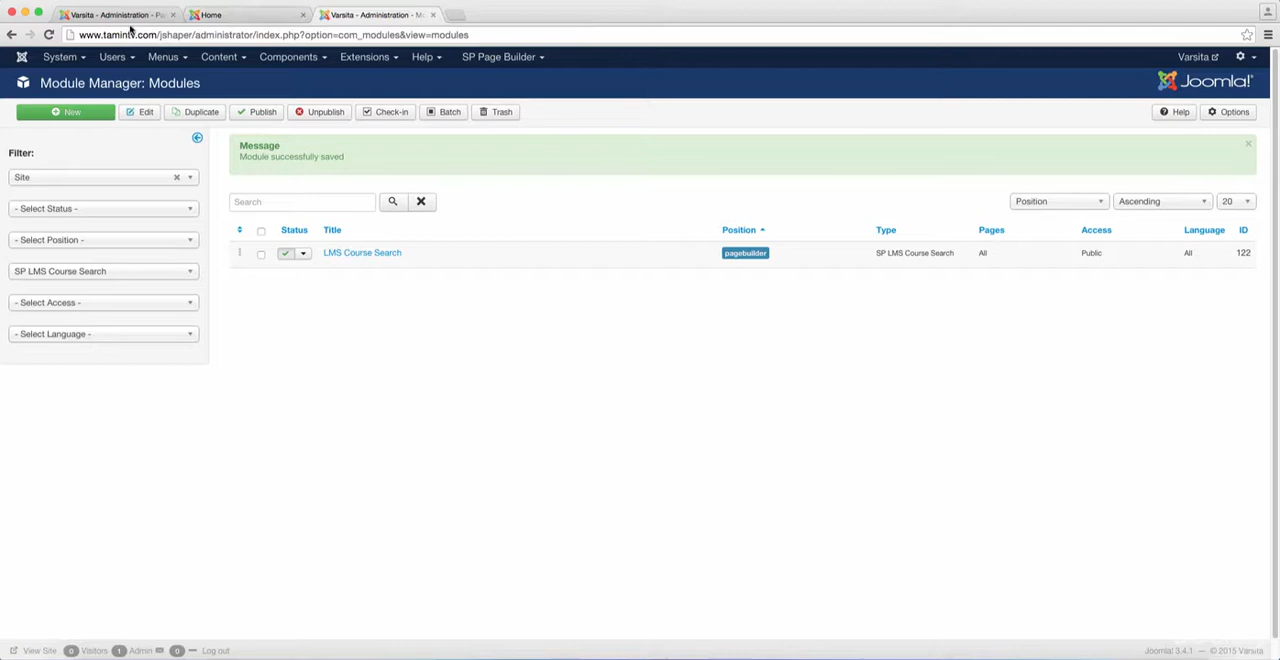 Varsita - Administration - Pa
Home
Varsita - Administration - M
www.tamintv.com/jshaper/administrator/index.php?option=com_modules&view=modules
System Users Menus Content Components Extensions Help SP Page Builder Varsita
Module Manager: Modules Joomla!
New Edit Duplicate Publish Unpublish Check-in Batch Trash Help Options
Message
Module successfully saved
Filter:
Site
- Select Status -
- Select Position -
SP LMS Course Search
- Select Access -
- Select Language -
Search Position Ascending 20
Status Title Position Type Pages Access Language ID
LMS Course Search pagebuilder SP LMS Course Search All Public All 122
View Site 0 Visitors 1 Admin 0 Log out Joomla! 3.4.1 — © 2015 Varsita